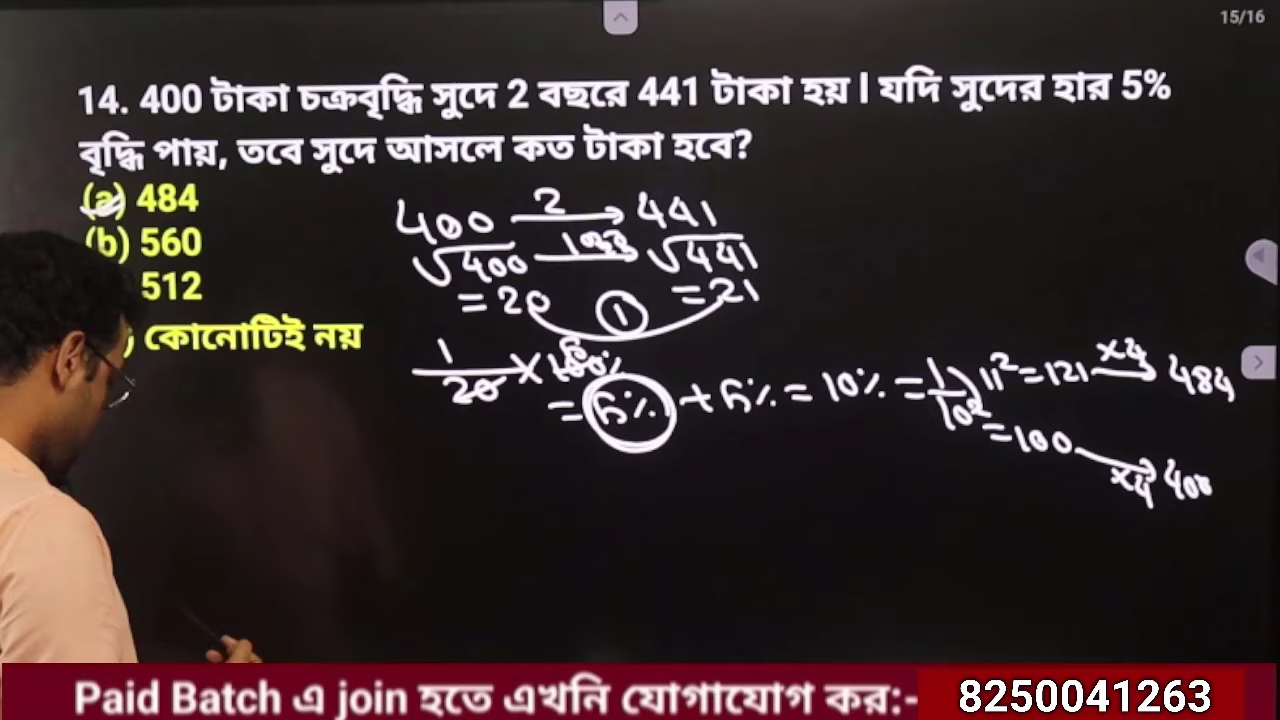 15/16
14. 400 টাকা চক্রবৃদ্ধি সুদে 2 বছরে 441 টাকা হয় l যদি সুদের হার 5%
বৃদ্ধি পায়, তবে সুদে আসলে কত টাকা হবে?
(a) 484
(b) 560
512
) কোনোটিই নয়
400 2 441
√400 √441
= 20 1 = 21
1/20 × 100%
= 5% + 5% = 10% = 1/10
11² = 121 ×4 484
10² = 100 ×4 400
Paid Batch এ join হতে এখনি যোগাযোগ কর:- 8250041263